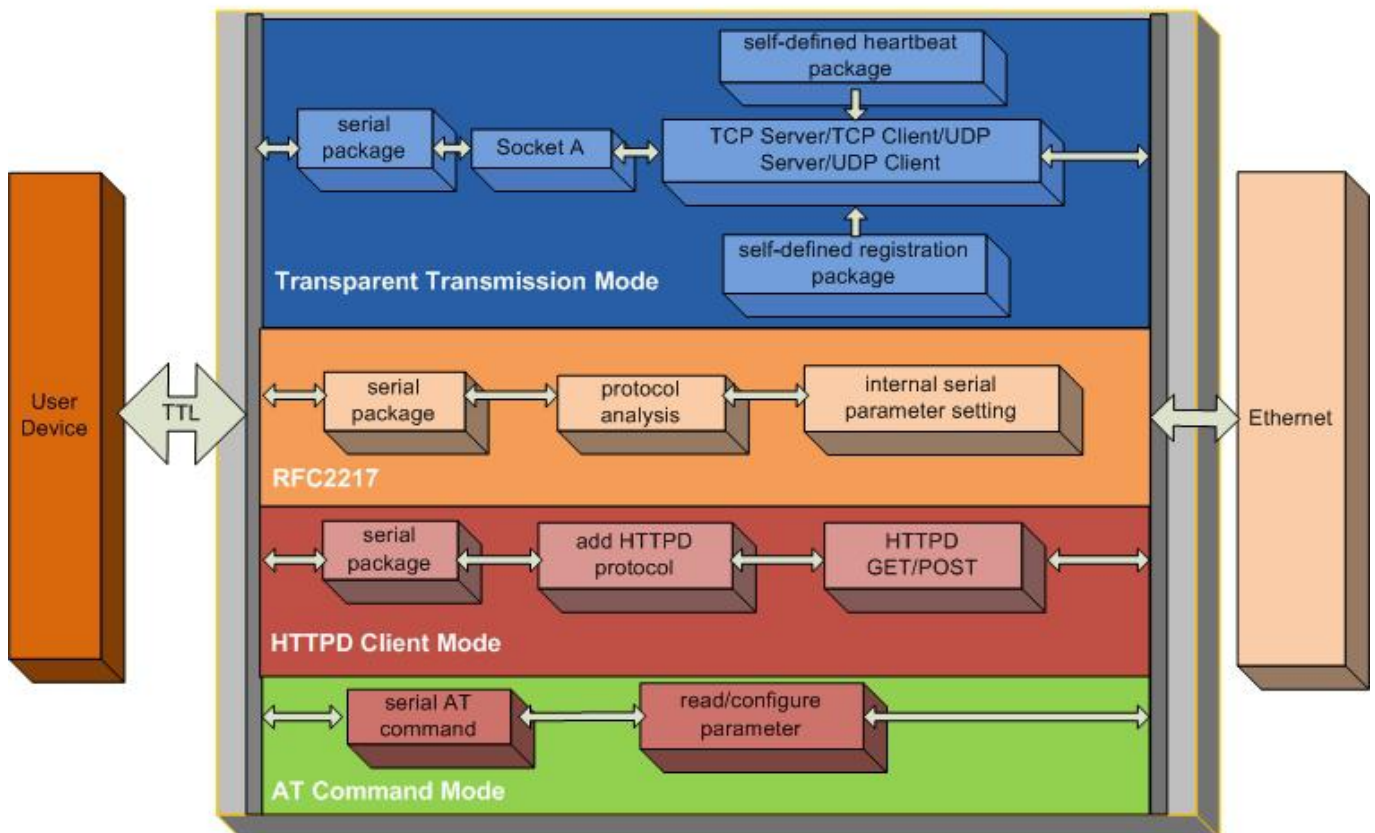 self-defined heartbeat
package
serial
package
Socket A
TCP Server/TCP Client/UDP
Server/UDP Client
self-defined registration
package
Transparent Transmission Mode
User
Device
TTL
serial
package
protocol
analysis
internal serial
parameter setting
Ethernet
RFC2217
serial
package
add HTTPD
protocol
HTTPD
GET/POST
HTTPD Client Mode
serial AT
command
read/configure
parameter
AT Command Mode